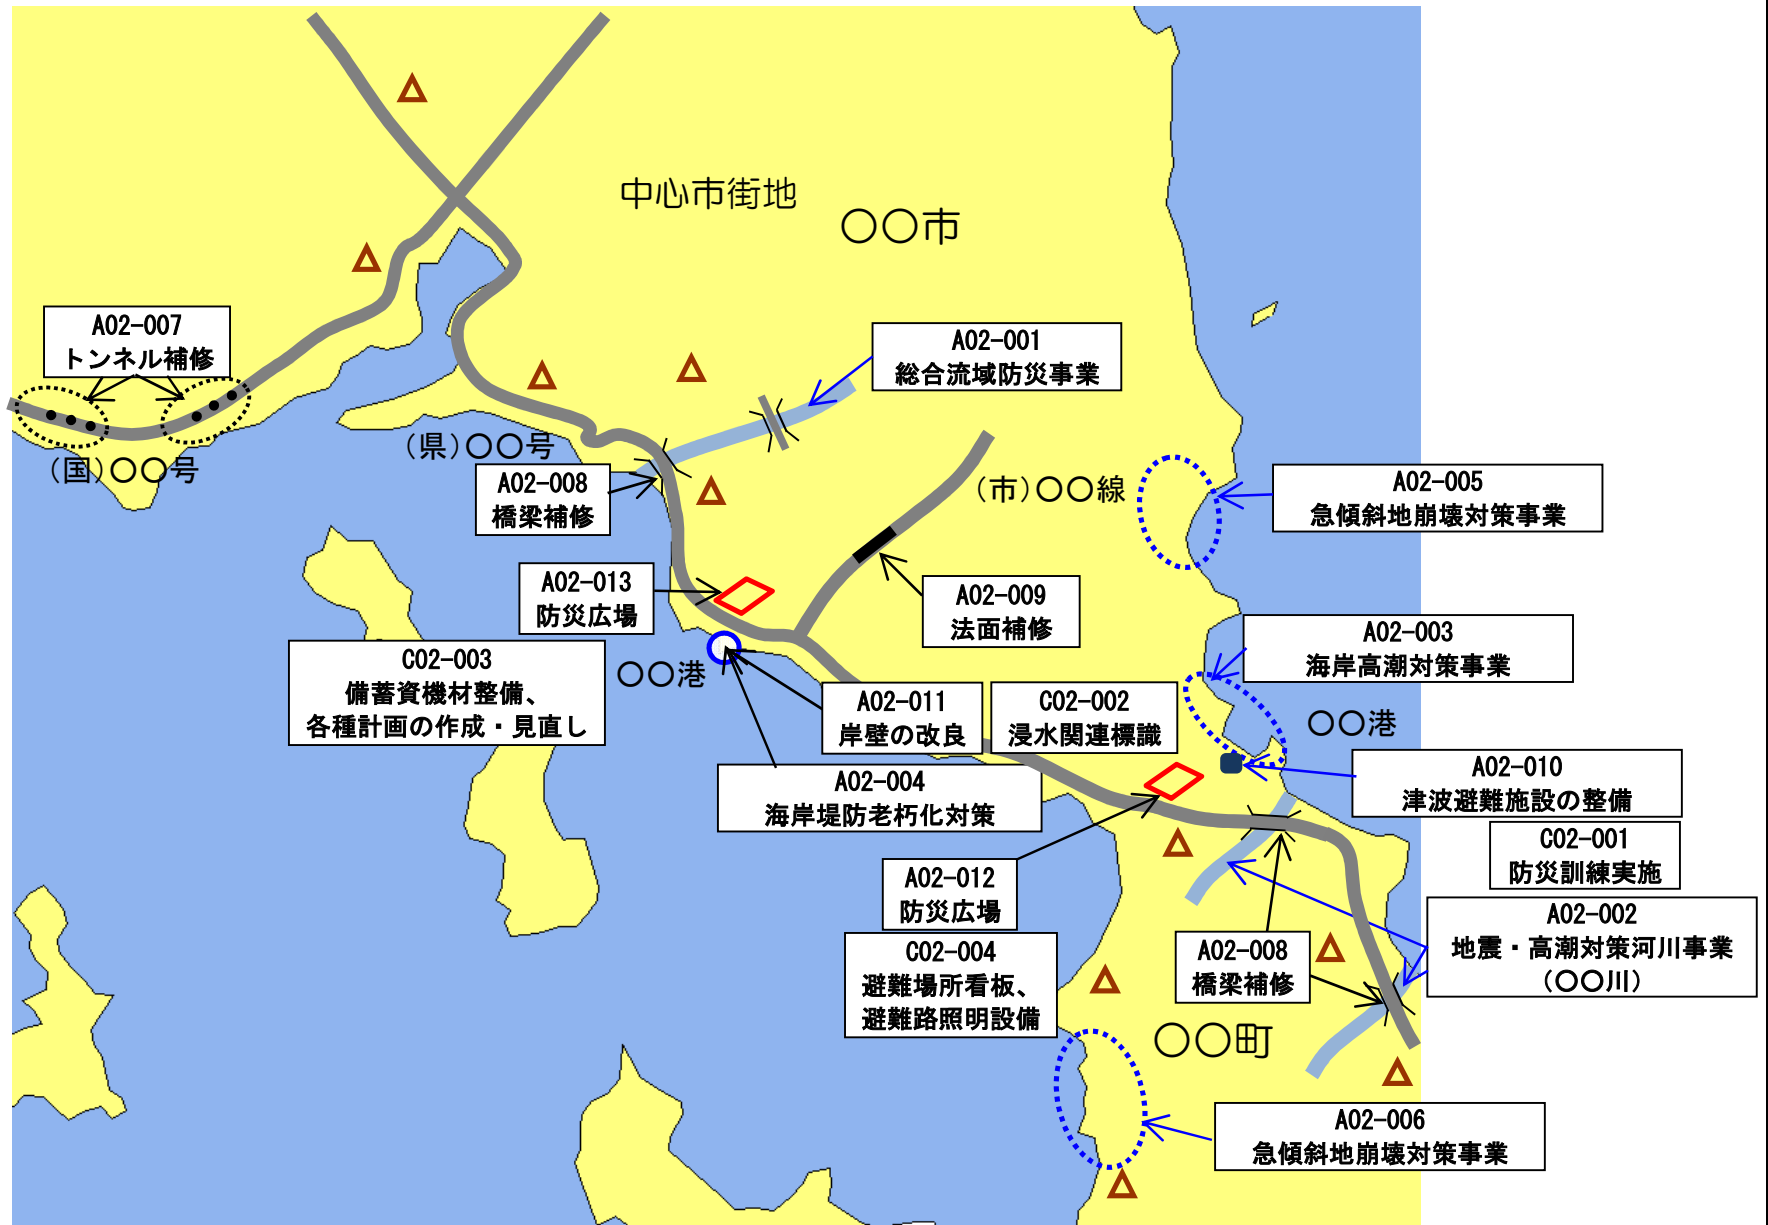 中心市街地
〇〇市
A02-007
トンネル補修
A02-001
総合流域防災事業
(県)〇〇号
(国)〇〇号
A02-008
橋梁補修
(市)〇〇線
A02-005
急傾斜地崩壊対策事業
A02-013
防災広場
A02-009
法面補修
A02-003
海岸高潮対策事業
C02-003
備蓄資機材整備、
各種計画の作成・見直し
〇〇港
A02-011
岸壁の改良
C02-002
浸水関連標識
〇〇港
A02-004
海岸堤防老朽化対策
A02-010
津波避難施設の整備
C02-001
防災訓練実施
A02-012
防災広場
A02-002
地震・高潮対策河川事業
(〇〇川)
C02-004
避難場所看板、
避難路照明設備
A02-008
橋梁補修
〇〇町
A02-006
急傾斜地崩壊対策事業